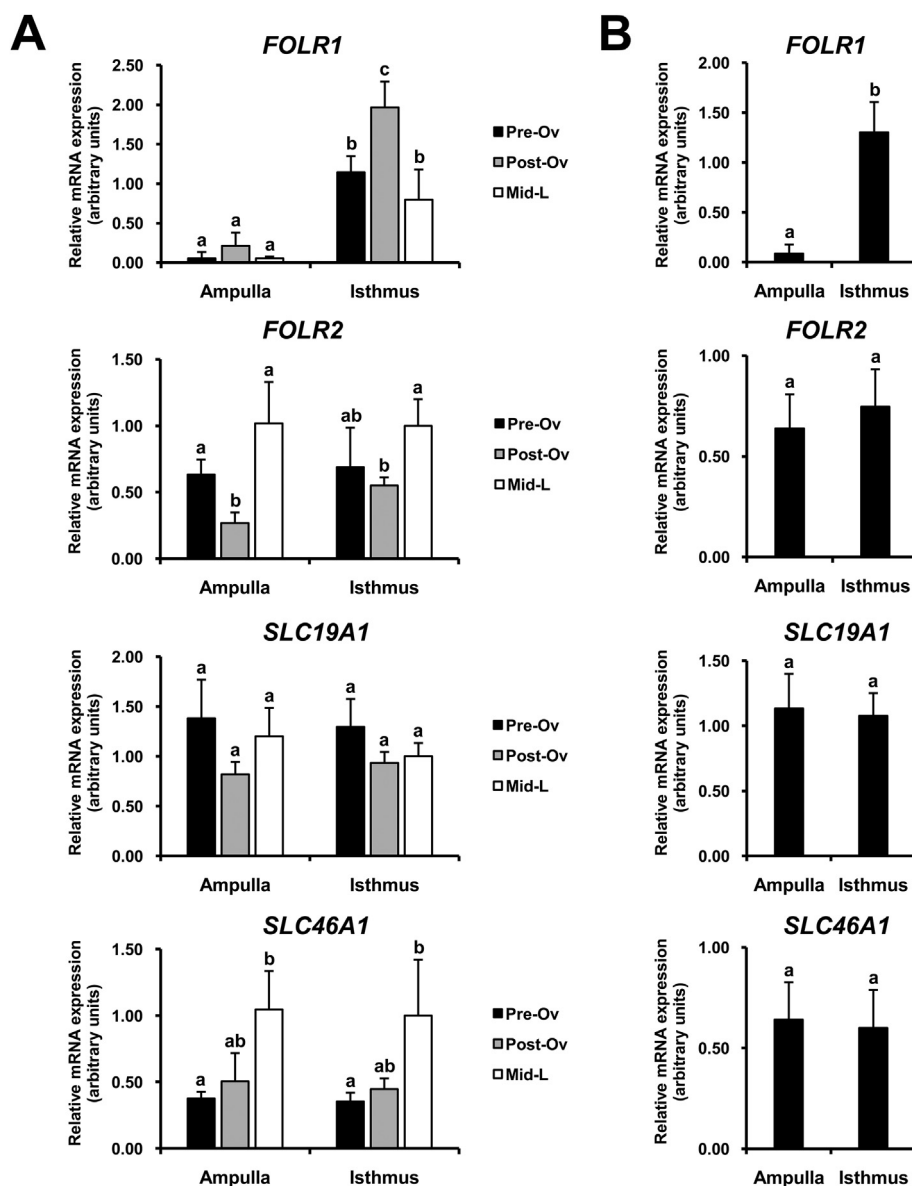 A
B
FOLR1
Relative mRNA expression
(arbitrary units)
2.50
2.00
1.50
1.00
0.50
0.00
a
a
a
b
c
b
Ampulla
Isthmus
Pre-Ov
Post-Ov
Mid-L
FOLR1
Relative mRNA expression
(arbitrary units)
2.00
1.50
1.00
0.50
0.00
a
b
Ampulla
Isthmus
FOLR2
Relative mRNA expression
(arbitrary units)
1.50
1.00
0.50
0.00
a
b
a
ab
b
a
Ampulla
Isthmus
Pre-Ov
Post-Ov
Mid-L
FOLR2
Relative mRNA expression
(arbitrary units)
1.00
0.50
0.00
a
a
Ampulla
Isthmus
SLC19A1
Relative mRNA expression
(arbitrary units)
2.00
1.50
1.00
0.50
0.00
a
a
a
a
a
a
Ampulla
Isthmus
Pre-Ov
Post-Ov
Mid-L
SLC19A1
Relative mRNA expression
(arbitrary units)
1.50
1.00
0.50
0.00
a
a
Ampulla
Isthmus
SLC46A1
Relative mRNA expression
(arbitrary units)
1.50
1.00
0.50
0.00
a
ab
b
a
ab
b
Ampulla
Isthmus
Pre-Ov
Post-Ov
Mid-L
SLC46A1
Relative mRNA expression
(arbitrary units)
1.00
0.50
0.00
a
a
Ampulla
Isthmus